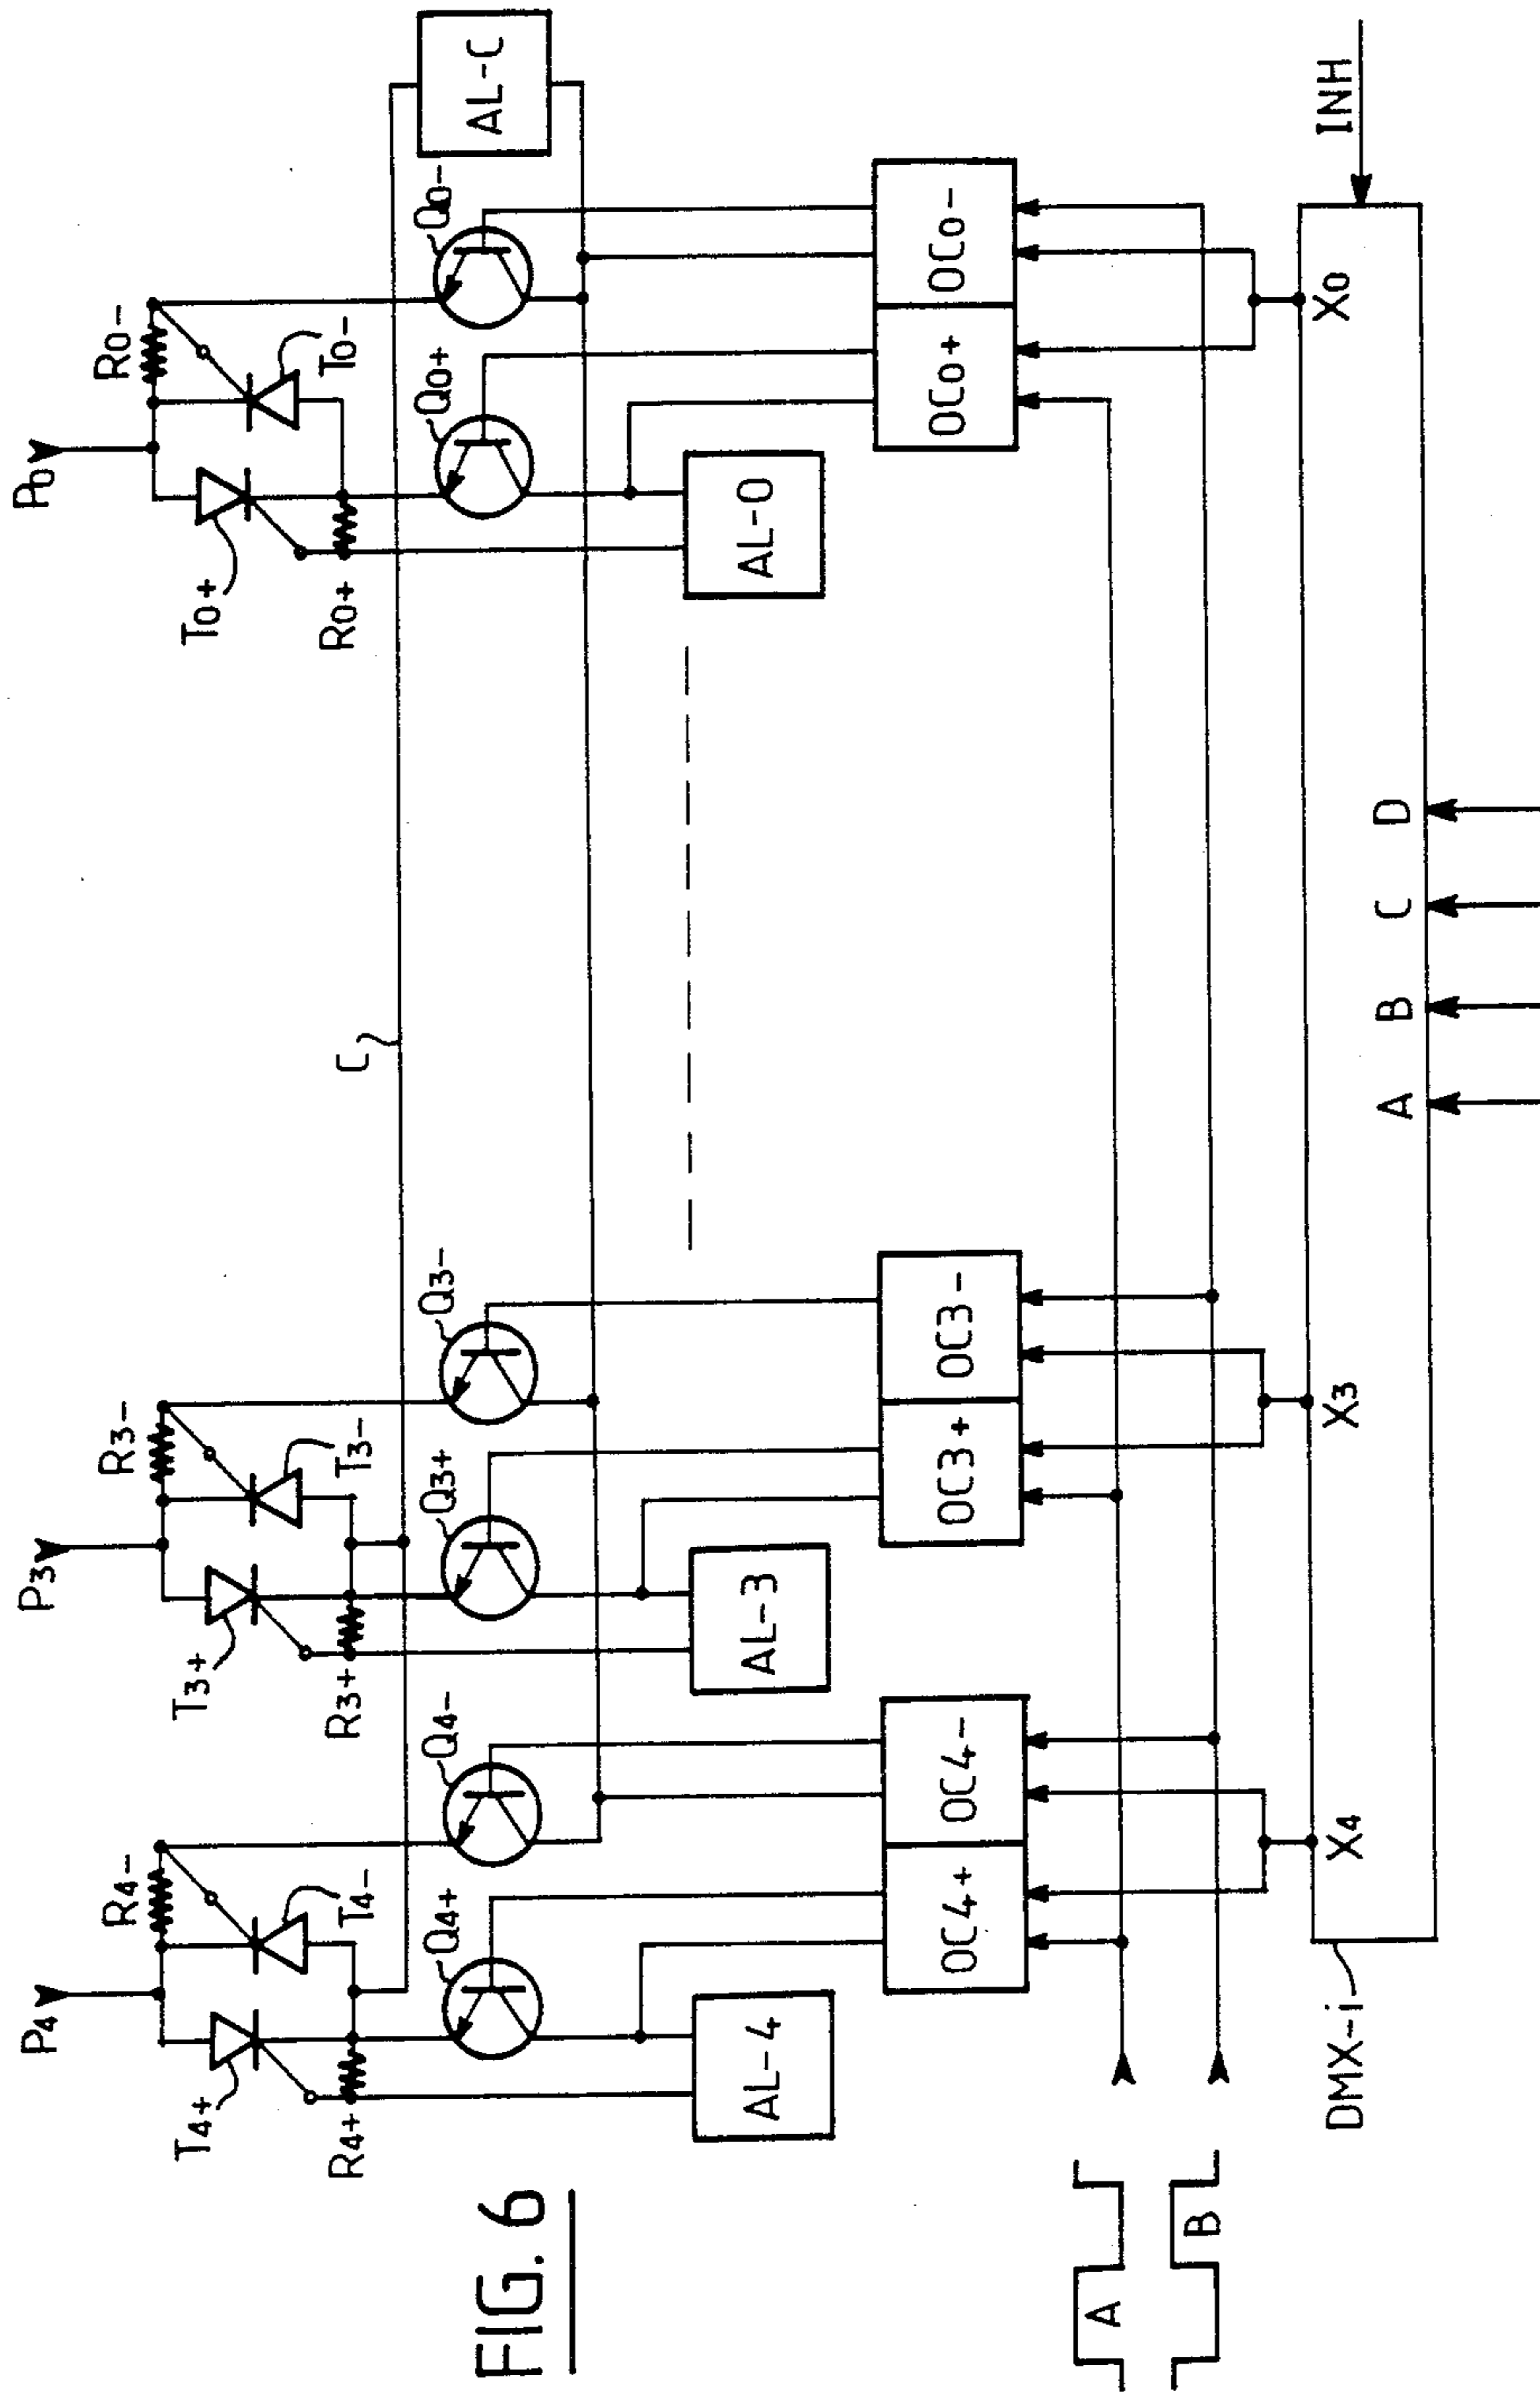 FIG. 6
P4
P3
P0
R4-
R3-
R0-
T4+
T4-
T3+
T3-
T0+
T0-
R4+
R3+
R0+
C
Q4+
Q4-
Q3+
Q3-
Q0+
Q0-
AL-C
AL-4
AL-3
AL-0
OC4+
OC4-
OC3+
OC3-
OC0+
OC0-
A
B
X4
X3
X0
INH
DMX-i
A
B
C
D